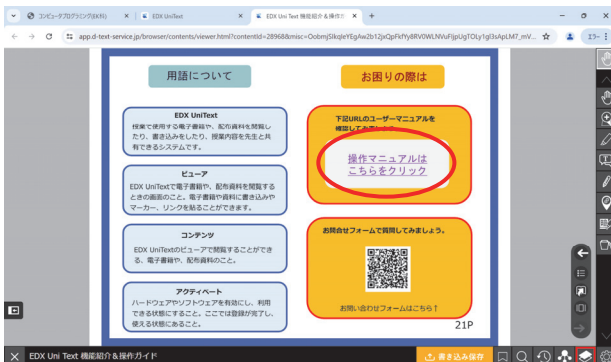 コンピュータプログラミング(EK科)
EDX UniText
EDX Uni Text 機能紹介&操作ガ
app.d-text-service.jp/browser/contents/viewer.html?contentId=28968&misc=
用語について
お困りの際は
EDX UniText
授業で使用する電子書籍や、配布資料を閲覧し
たり、書き込みをしたり、授業内容を先生と共
有できるシステムです。
下記URLのユーザーマニュアルを
操作マニュアルは
こちらをクリック
ビューア
EDX UniTextで電子書籍や、配布資料を閲覧する
ときの画面のこと。電子書籍や資料に書き込みや
マーカー、リンクを貼ることができます。
コンテンツ
EDX UniTextのビューアで閲覧することができ
る、電子書籍や、配布資料のこと。
お問合せフォームで質問してみましょう。
アクティベート
ハードウェアやソフトウェアを有効にし、利用
できる状態にすること。ここでは登録が完了し、
使える状態にあること。
お問い合わせフォームはこちら↑
21P
EDX Uni Text 機能紹介&操作ガイド
書き込み保存